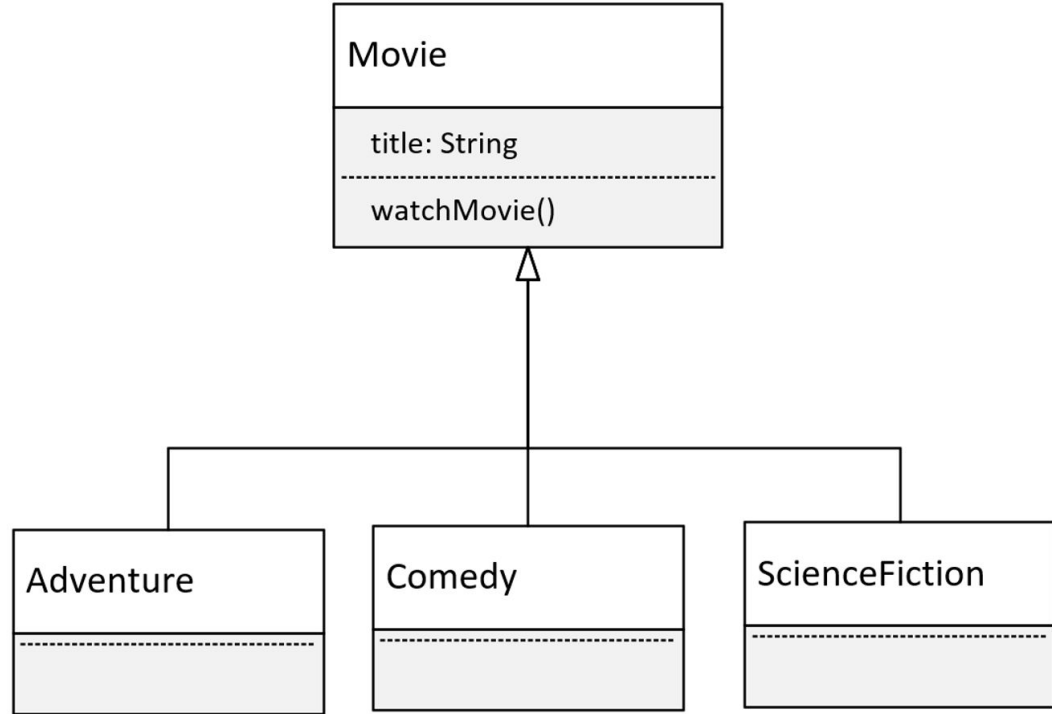 Movie
title: String
watchMovie()
Adventure
Comedy
ScienceFiction